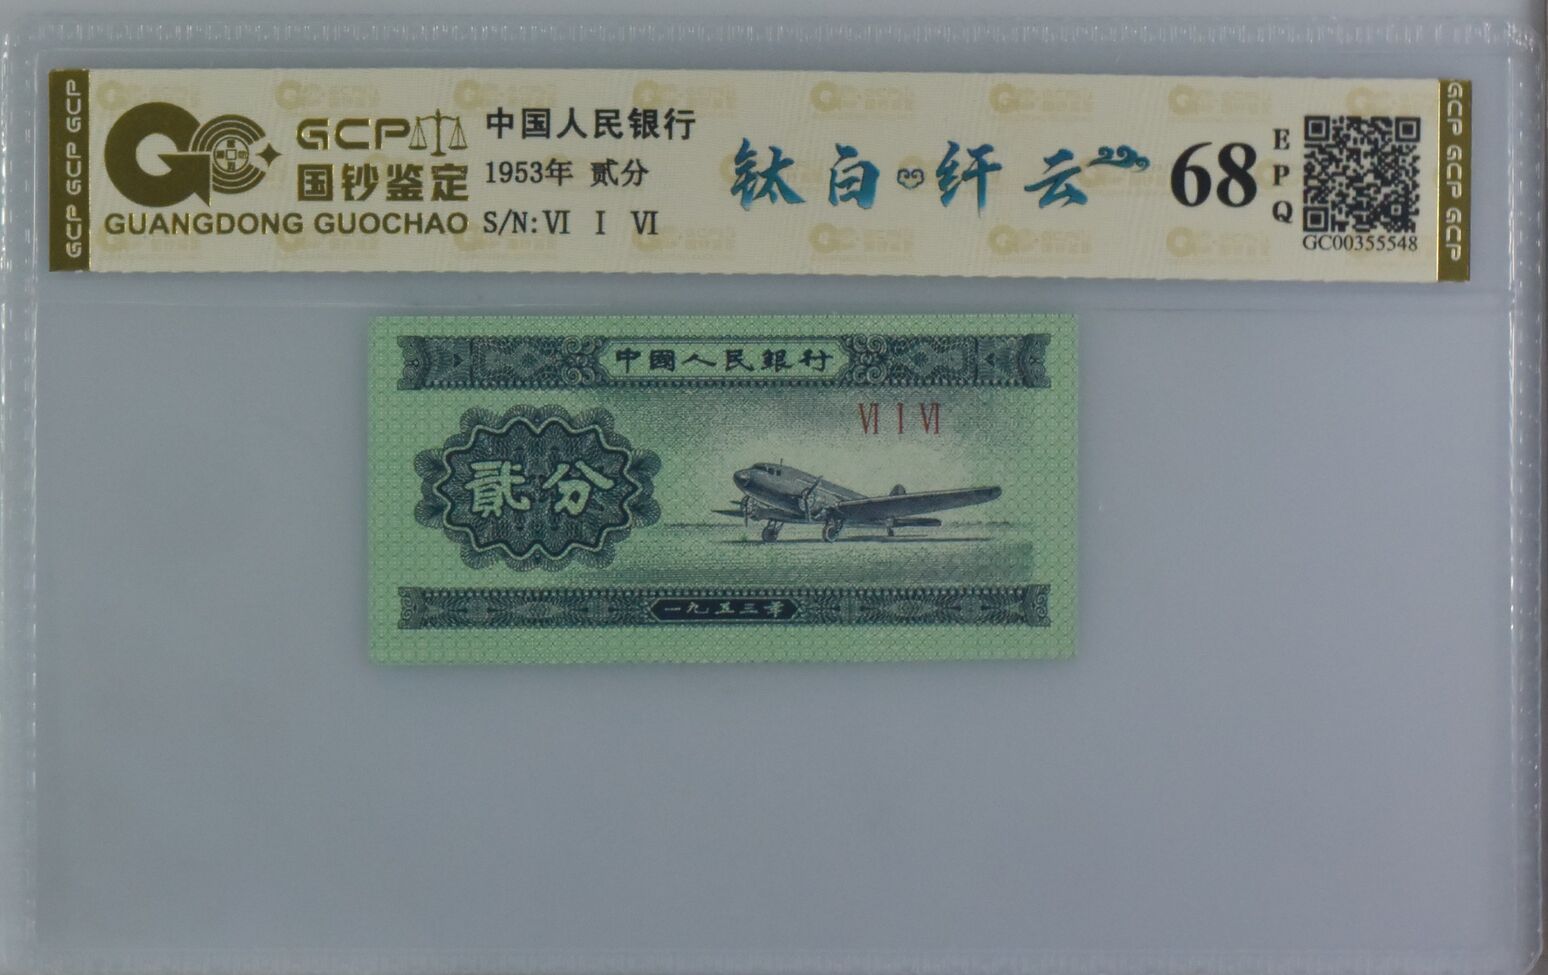 GCP GCP GCP
GCP
国钞鉴定
GUANGDONG GUOCHAO
中国人民银行
1953年 贰分
S/N: Ⅵ Ⅰ Ⅵ
钛白·纤云
68
EPQ
GC00355548
GCP GCP GCP
中國人民銀行
Ⅵ Ⅰ Ⅵ
貳分
一九五三年